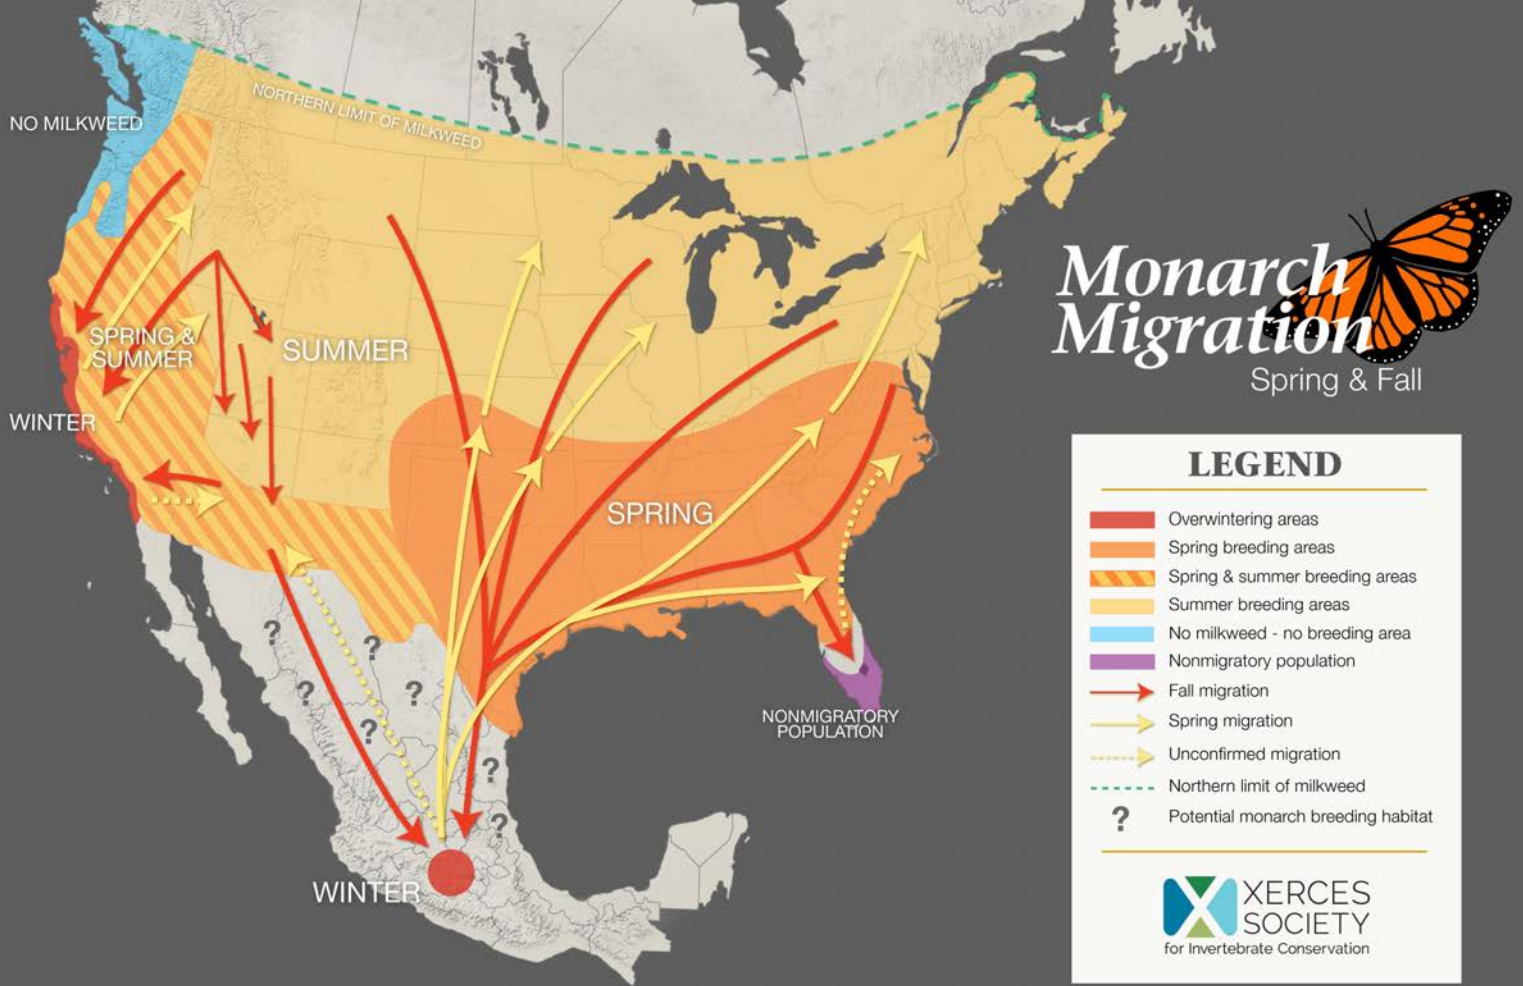 NO MILKWEED
NORTHERN LIMIT OF MILKWEED
SPRING &
SUMMER
SUMMER
WINTER
SPRING
NONMIGRATORY
POPULATION
WINTER
?
?
?
?
?
?
?
Monarch
Migration
Spring & Fall
LEGEND
Overwintering areas
Spring breeding areas
Spring & summer breeding areas
Summer breeding areas
No milkweed - no breeding area
Nonmigratory population
Fall migration
Spring migration
Unconfirmed migration
Northern limit of milkweed
? Potential monarch breeding habitat
XERCES
SOCIETY
for Invertebrate Conservation